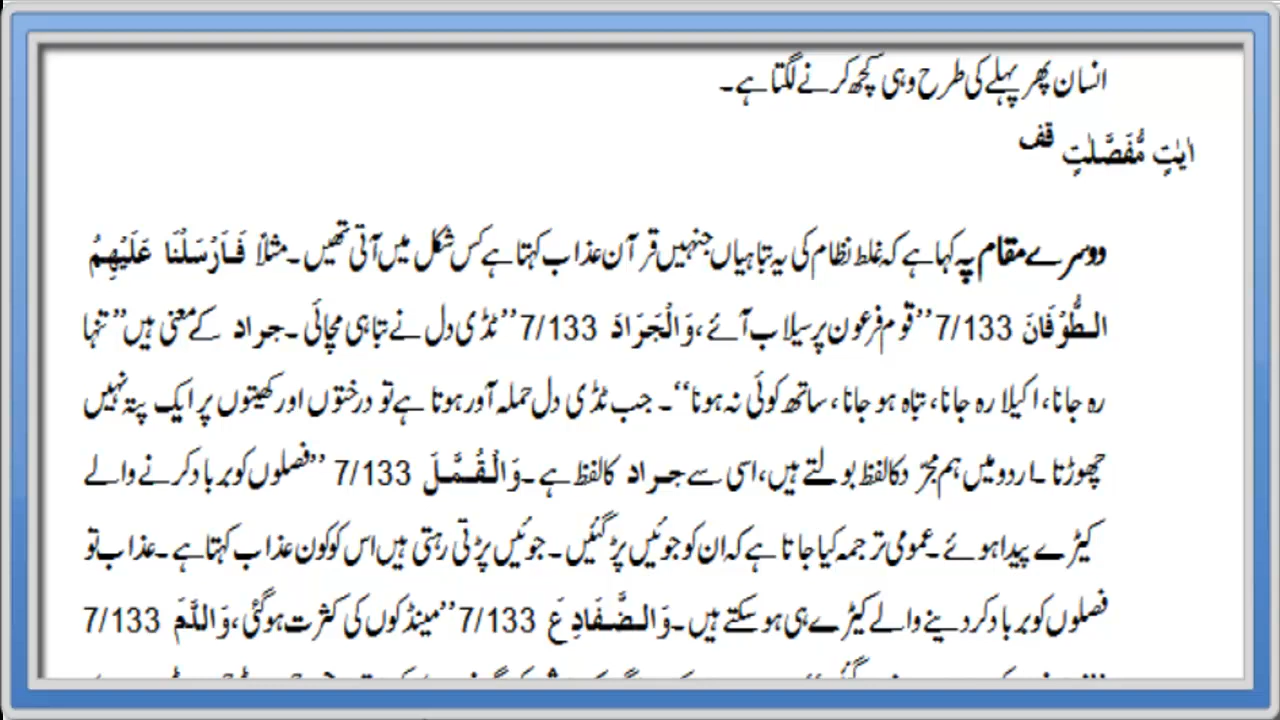 انسان پھر پہلے کی طرح وہی کچھ کرنے لگتا ہے۔
اٰیٰتٍ مُّفَصَّلٰتٍ قف
دوسرے مقام پہ کہا ہے کہ غلط نظام کی یہ تباہیاں جنہیں قرآن عذاب کہتا ہے کس شکل میں آتی تھیں۔ مثلاً فَاَرْسَلْنَا عَلَيْهِمُ
الطُّوْفَانَ 7/133 ’’قوم فرعون پر سیلاب آئے، وَالْجَرَادَ 7/133 ’’ٹڈی دل نے تباہی مچائی۔ جراد کے معنی ہیں ’’تنہا
رہ جانا، اکیلا رہ جانا، تباہ ہو جانا، ساتھ کوئی نہ ہونا‘‘۔ جب ٹڈی دل حملہ آور ہوتا ہے تو درختوں اور کھیتوں پر ایک پتہ نہیں
چھوڑتا۔ اردو میں ہم مجرّد کا لفظ بولتے ہیں، اسی سے جراد کا لفظ ہے۔ وَالْقُمَّلَ 7/133 ’’فصلوں کو برباد کرنے والے
کیڑے پیدا ہوئے۔ عمومی ترجمہ کیا جاتا ہے کہ ان کو جوئیں پڑ گئیں۔ جوئیں پڑتی رہتی ہیں اس کو کون عذاب کہتا ہے۔ عذاب تو
فصلوں کو برباد کر دینے والے کیڑے ہی ہو سکتے ہیں۔ وَالضَّفَادِعَ 7/133 ’’مینڈکوں کی کثرت ہو گئی، وَالدَّمَ 7/133